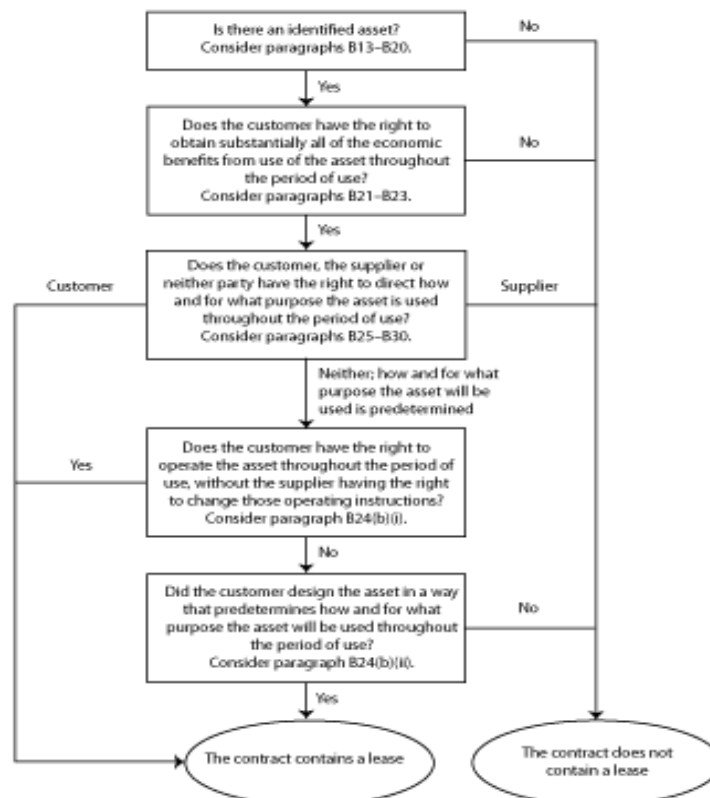 Is there an identified asset?
Consider paragraphs B13–B20.
No
Yes
Does the customer have the right to
obtain substantially all of the economic
benefits from use of the asset throughout
the period of use?
Consider paragraphs B21–B23.
No
Yes
Customer
Does the customer, the supplier or
neither party have the right to direct how
and for what purpose the asset is used
throughout the period of use?
Consider paragraphs B25–B30.
Supplier
Neither; how and for what
purpose the asset will be
used is predetermined
Yes
Does the customer have the right to
operate the asset throughout the period of
use, without the supplier having the right
to change those operating instructions?
Consider paragraph B24(b)(i).
No
Did the customer design the asset in a way
that predetermines how and for what
purpose the asset will be used throughout
the period of use?
Consider paragraph B24(b)(ii).
No
Yes
The contract contains a lease
The contract does not
contain a lease